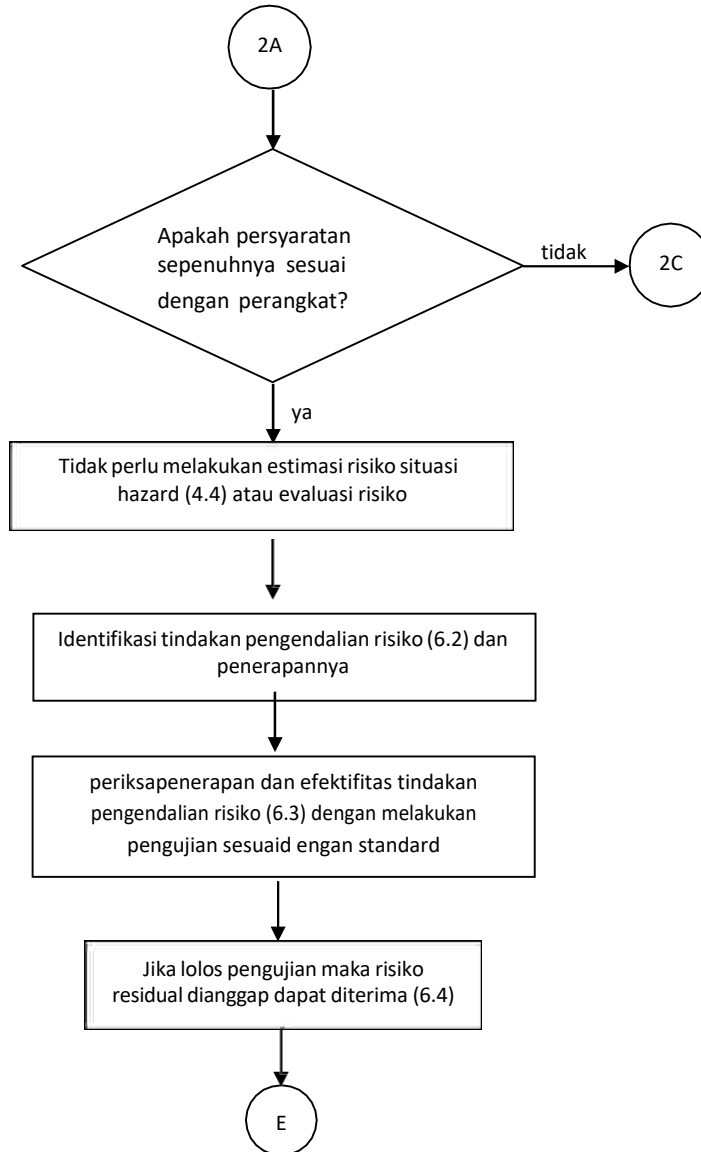 2A
Apakah persyaratan
sepenuhnya sesuai
dengan perangkat?
tidak
2C
ya
Tidak perlu melakukan estimasi risiko situasi
hazard (4.4) atau evaluasi risiko
Identifikasi tindakan pengendalian risiko (6.2) dan
penerapannya
periksapenerapan dan efektifitas tindakan
pengendalian risiko (6.3) dengan melakukan
pengujian sesuaid engan standard
Jika lolos pengujian maka risiko
residual dianggap dapat diterima (6.4)
E